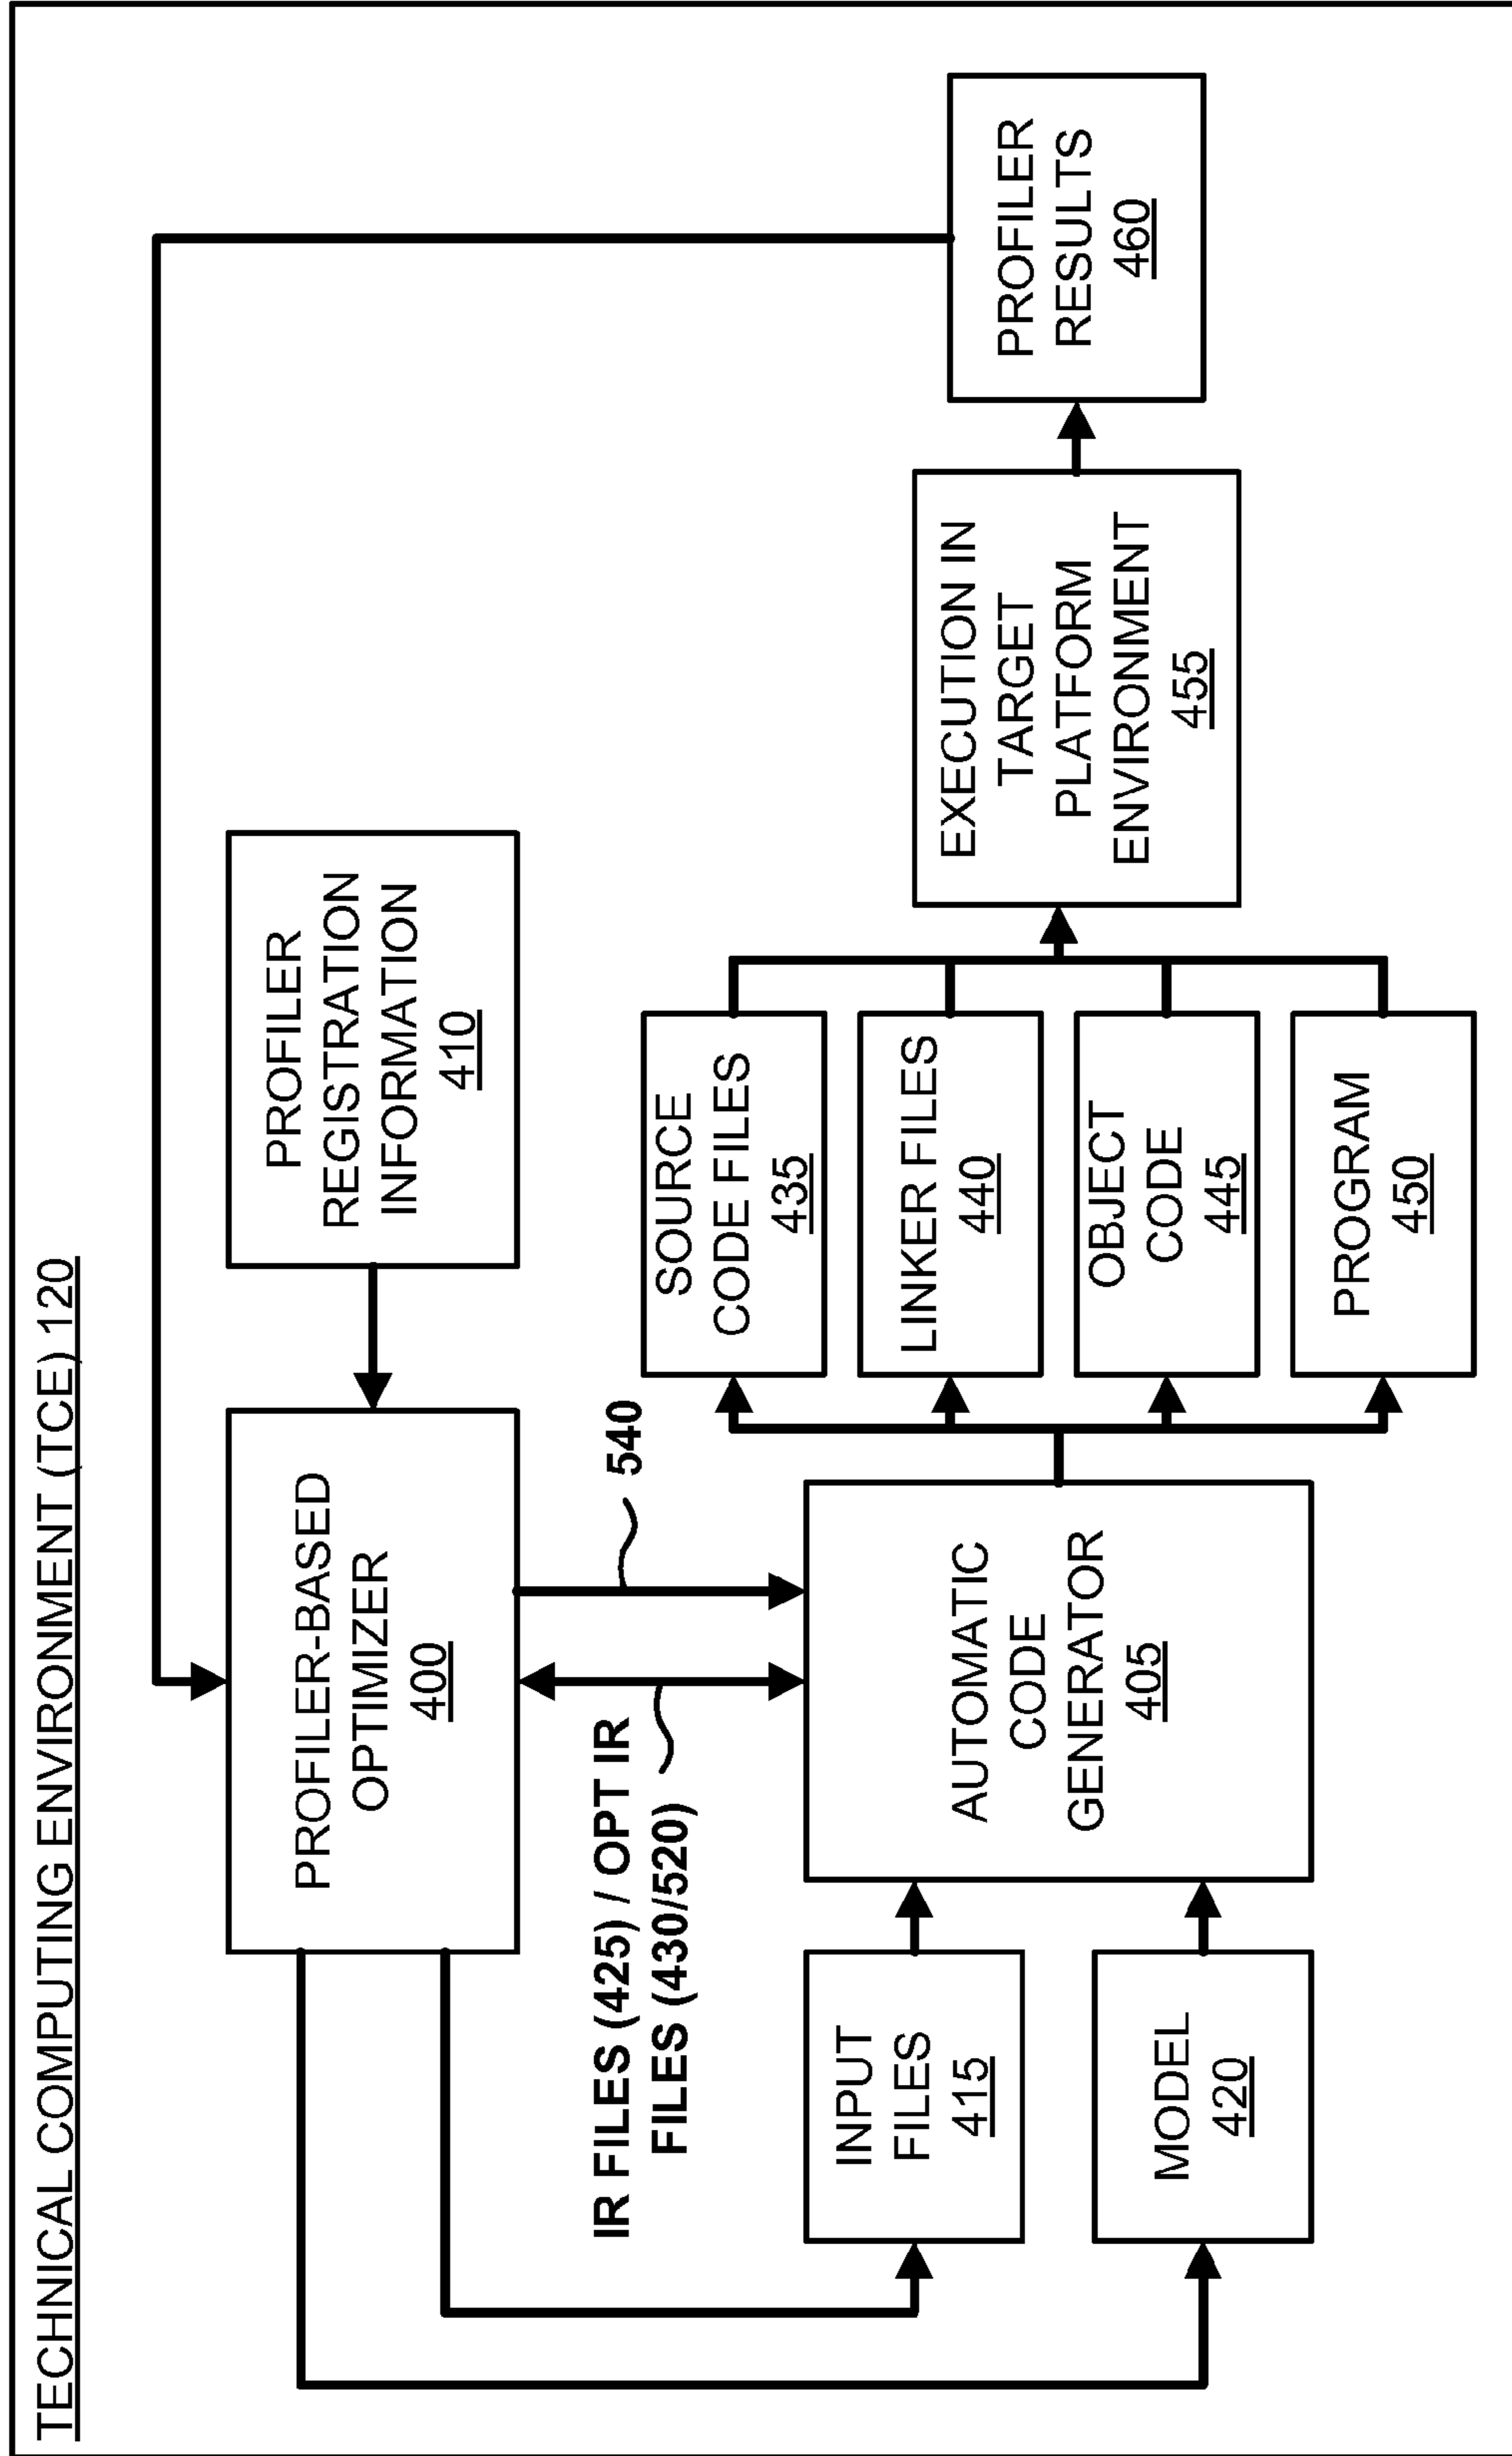 TECHNICAL COMPUTING ENVIRONMENT (TCE) 120
PROFILER-BASED
OPTIMIZER
400
PROFILER
REGISTRATION
INFORMATION
410
540
IR FILES (425) / OPT IR
FILES (430/520)
INPUT
FILES
415
MODEL
420
AUTOMATIC
CODE
GENERATOR
405
SOURCE
CODE FILES
435
LINKER FILES
440
OBJECT
CODE
445
PROGRAM
450
EXECUTION IN
TARGET
PLATFORM
ENVIRONMENT
455
PROFILER
RESULTS
460